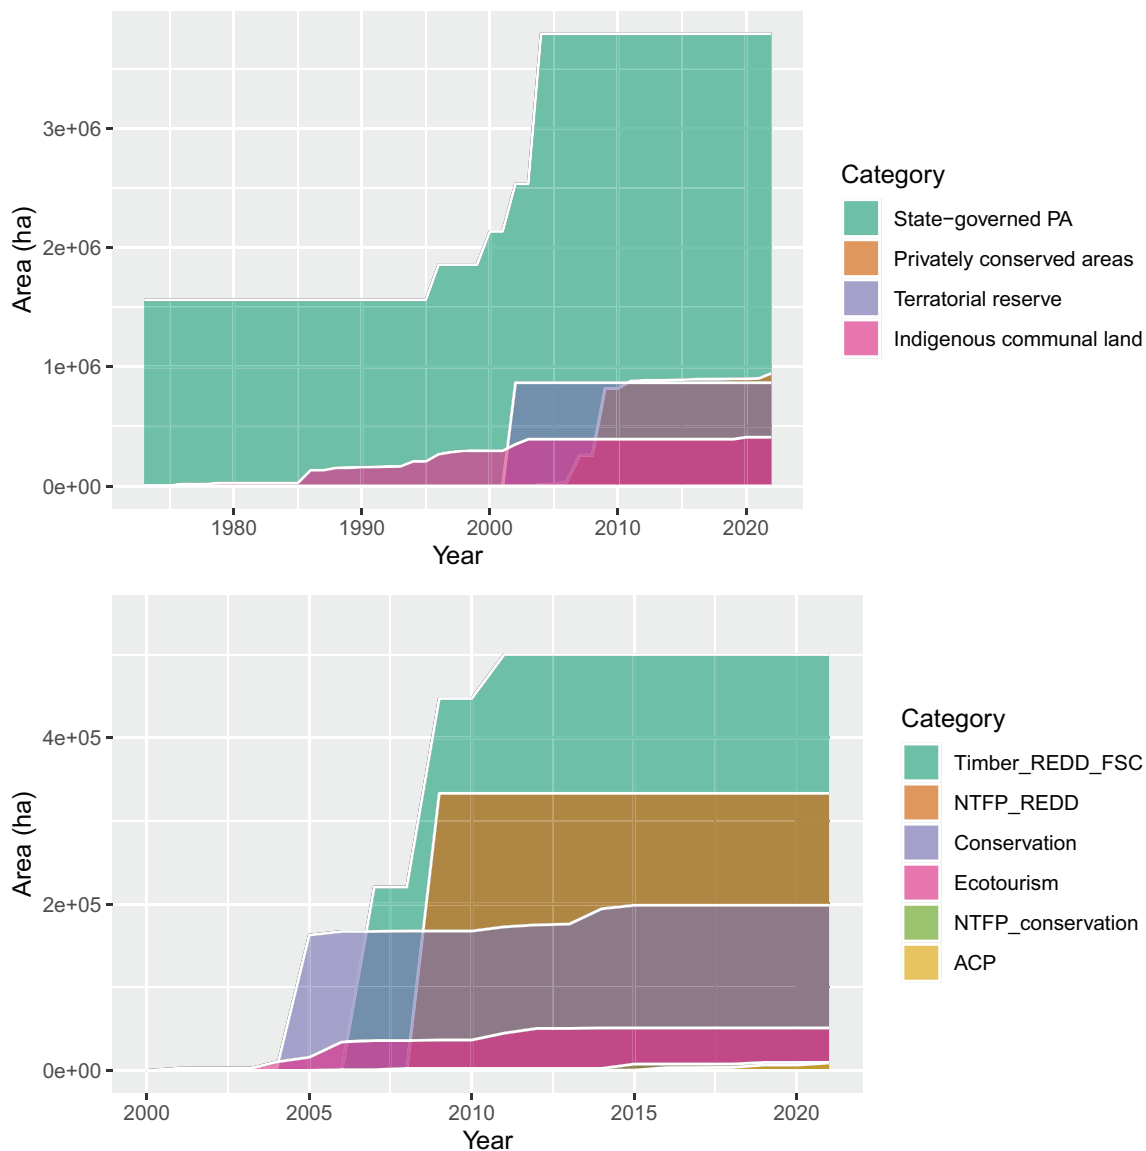 3e+06
2e+06
1e+06
0e+00
Area (ha)
1980 1990 2000 2010 2020
Year
Category
State−governed PA
Privately conserved areas
Terratorial reserve
Indigenous communal land
4e+05
2e+05
0e+00
Area (ha)
2000 2005 2010 2015 2020
Year
Category
Timber_REDD_FSC
NTFP_REDD
Conservation
Ecotourism
NTFP_conservation
ACP